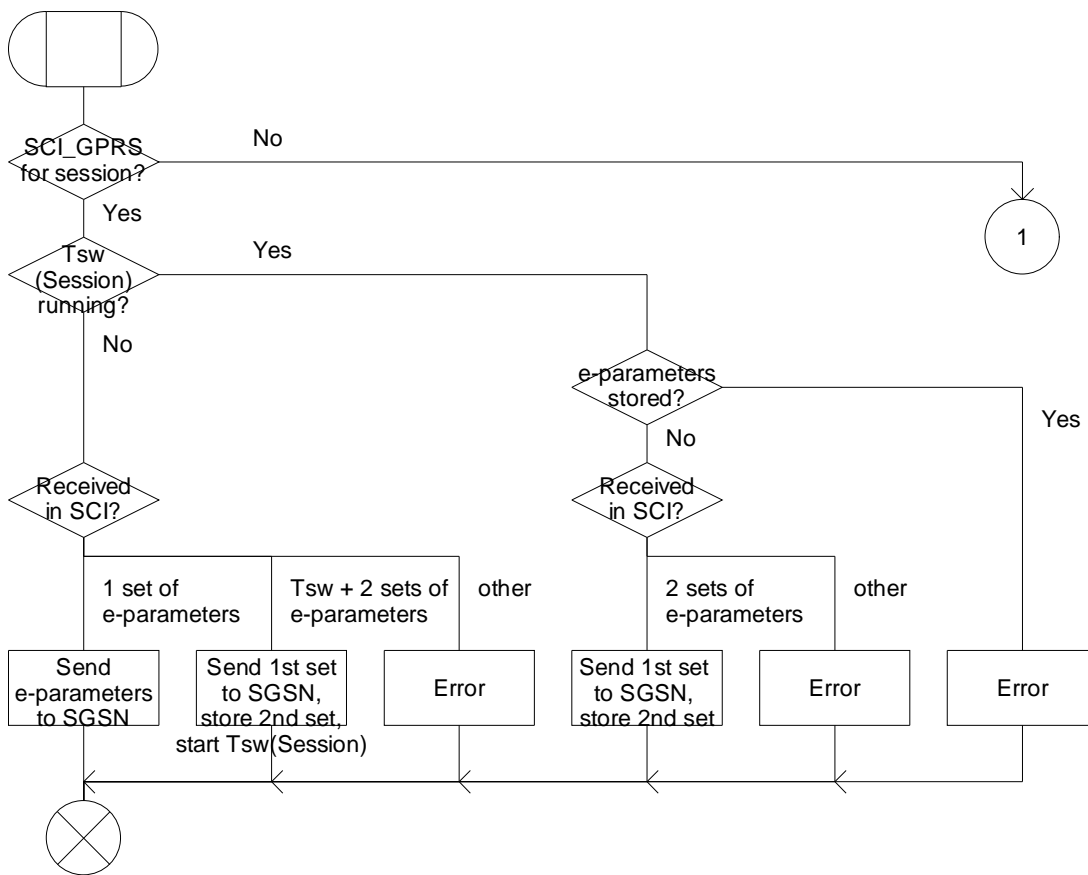 SCI_GPRS
for session?
No
Yes
1
Tsw
(Session)
running?
Yes
No
e-parameters
stored?
Yes
No
Received
in SCI?
Received
in SCI?
1 set of
e-parameters
Tsw + 2 sets of
e-parameters
other
2 sets of
e-parameters
other
Send
e-parameters
to SGSN
Send 1st set
to SGSN,
store 2nd set,
start Tsw(Session)
Error
Send 1st set
to SGSN,
store 2nd set
Error
Error